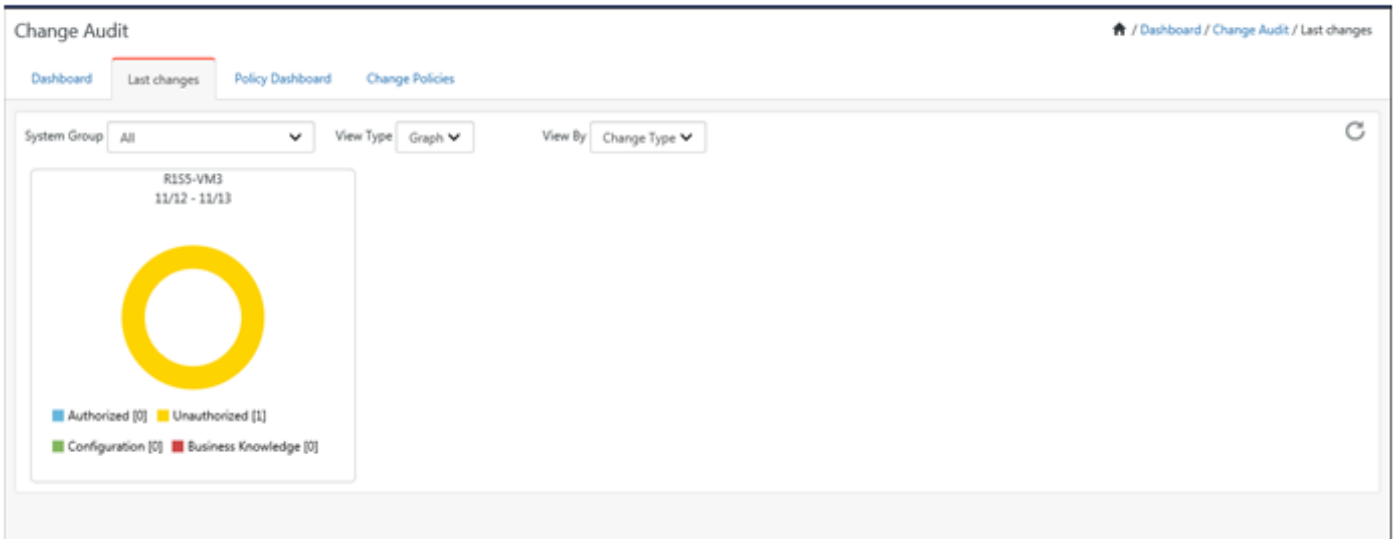 Change Audit
/ Dashboard / Change Audit / Last changes
Dashboard Last changes Policy Dashboard Change Policies
System Group All View Type Graph View By Change Type
R1S5-VM3
11/12 - 11/13
Authorized [0] Unauthorized [1]
Configuration [0] Business Knowledge [0]